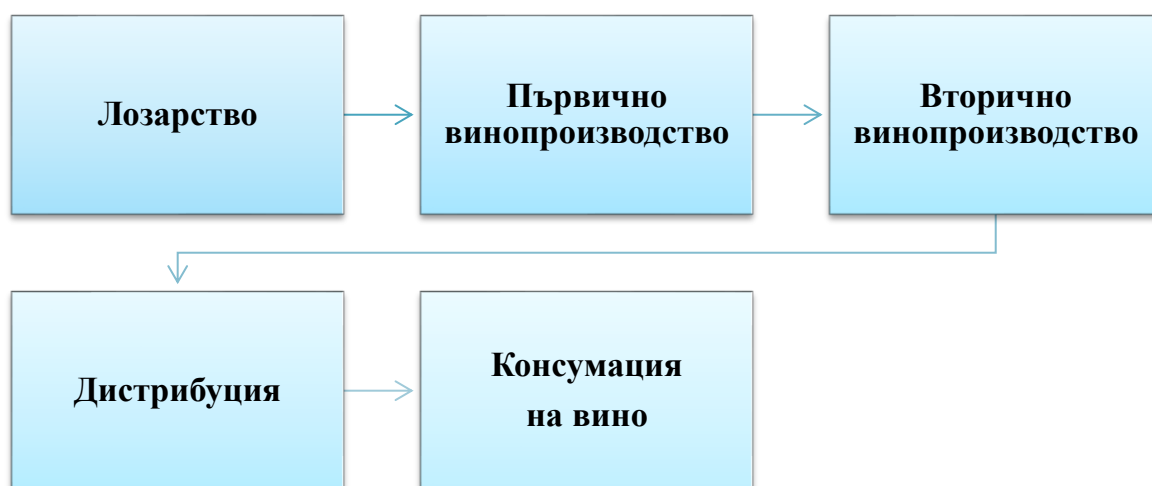 Лозарство
Първично
винопроизводство
Вторично
винопроизводство
Дистрибуция
Консумация
на вино